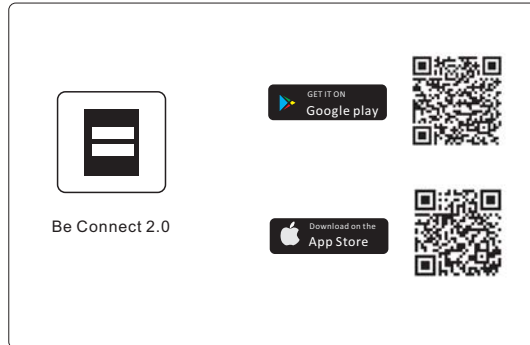 GET IT ON
Google play
Be Connect 2.0
Download on the
App Store